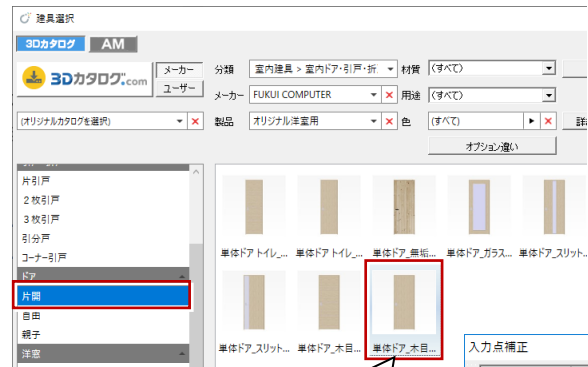 建具選択
3Dカタログ AM
3Dカタログ.com
メーカー
ユーザー
分類 室内建具 > 室内ドア・引戸・折 材質 (すべて)
メーカー FUKUI COMPUTER 用途 (すべて)
(オリジナルカタログを選択) 製品 オリジナル洋室用 色 (すべて)
オプション違い
片引戸
2枚引戸
3枚引戸
引分戸
コーナー引戸
ドア
片開
自由
親子
洋窓
単体ドアトイレ_... 単体ドアトイレ_... 単体ドア_無垢... 単体ドア_ガラス... 単体ドア_スリット...
単体ドア_スリット... 単体ドア_木目... 単体ドア_木目...
入力点補正